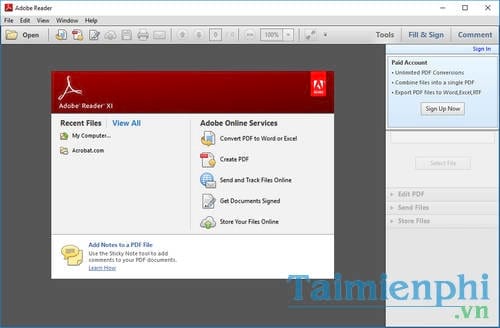 Adobe Reader
File Edit View Window Help
Open
0 / 0
100%
Tools Fill & Sign Comment
Sign In
Paid Account
• Unlimited PDF Conversions
• Combine files into a single PDF
• Export PDF files to Word,Excel,RTF
Sign Up Now
Select File
Edit PDF
Send Files
Store Files
Adobe® Reader® XI
Adobe
Recent Files View All
My Computer...
Acrobat.com
Adobe Online Services
Convert PDF to Word or Excel
Create PDF
Send and Track Files Online
Get Documents Signed
Store Your Files Online
Add Notes to a PDF File
Use the Sticky Note tool to add
comments to your PDF documents.
Learn How
Taimienphi
.vn